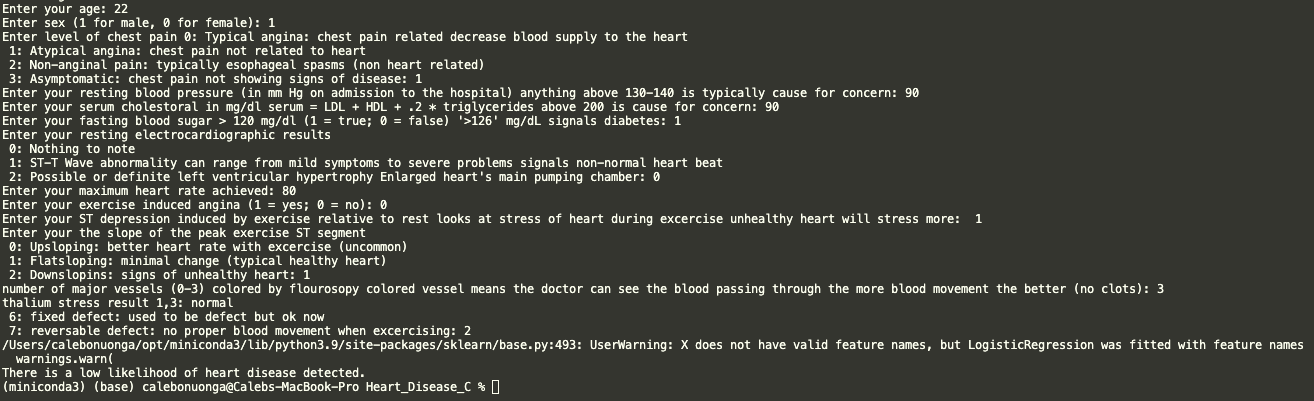 Enter your age: 22
Enter sex (1 for male, 0 for female): 1
Enter level of chest pain 0: Typical angina: chest pain related decrease blood supply to the heart
1: Atypical angina: chest pain not related to heart
2: Non-anginal pain: typically esophageal spasms (non heart related)
3: Asymptomatic: chest pain not showing signs of disease: 1
Enter your resting blood pressure (in mm Hg on admission to the hospital) anything above 130-140 is typically cause for concern: 90
Enter your serum cholestoral in mg/dl serum = LDL + HDL + .2 * triglycerides above 200 is cause for concern: 90
Enter your fasting blood sugar > 120 mg/dl (1 = true; 0 = false) '>126' mg/dL signals diabetes: 1
Enter your resting electrocardiographic results
0: Nothing to note
1: ST-T Wave abnormality can range from mild symptoms to severe problems signals non-normal heart beat
2: Possible or definite left ventricular hypertrophy Enlarged heart's main pumping chamber: 0
Enter your maximum heart rate achieved: 80
Enter your exercise induced angina (1 = yes; 0 = no): 0
Enter your ST depression induced by exercise relative to rest looks at stress of heart during excercise unhealthy heart will stress more:  1
Enter your the slope of the peak exercise ST segment
0: Upsloping: better heart rate with excercise (uncommon)
1: Flatsloping: minimal change (typical healthy heart)
2: Downslopins: signs of unhealthy heart: 1
number of major vessels (0-3) colored by flourosopy colored vessel means the doctor can see the blood passing through the more blood movement the better (no clots): 3
thalium stress result 1,3: normal
6: fixed defect: used to be defect but ok now
7: reversable defect: no proper blood movement when excercising: 2
/Users/calebonuonga/opt/miniconda3/lib/python3.9/site-packages/sklearn/base.py:493: UserWarning: X does not have valid feature names, but LogisticRegression was fitted with feature names
warnings.warn(
There is a low likelihood of heart disease detected.
(miniconda3) (base) calebonuonga@Calebs-MacBook-Pro Heart_Disease_C %